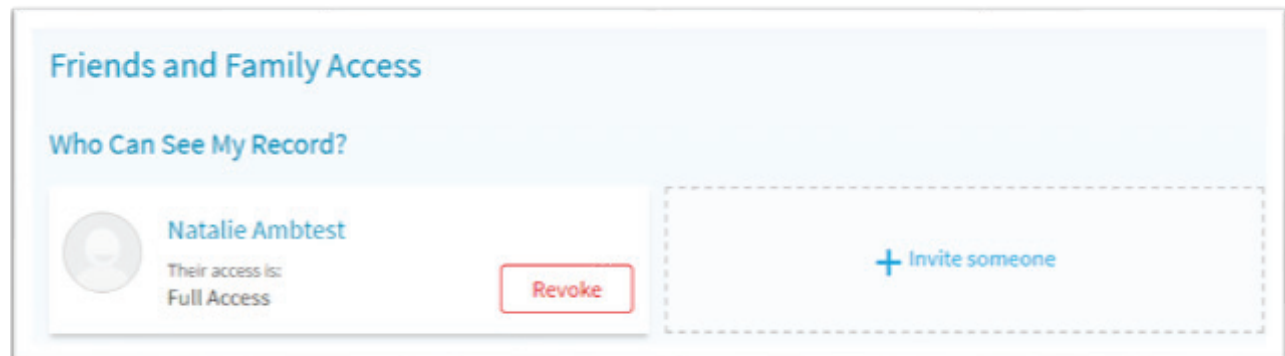 Friends and Family Access
Who Can See My Record?
Natalie Ambtest
Their access is:
Full Access
Revoke
+ Invite someone